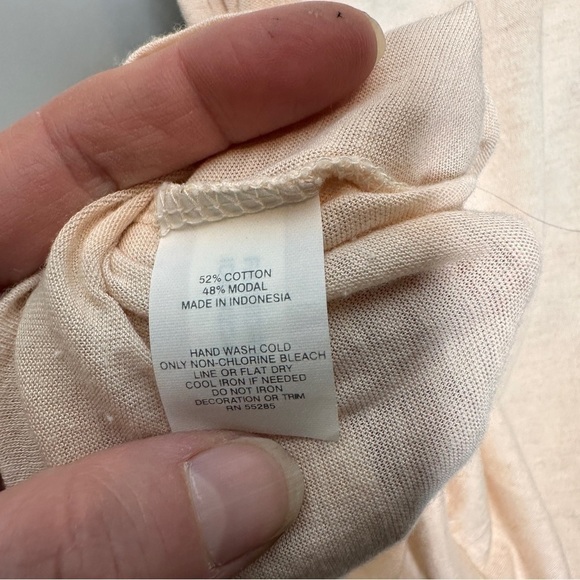 52% COTTON
48% MODAL
MADE IN INDONESIA
HAND WASH COLD
ONLY NON-CHLORINE BLEACH
LINE OR FLAT DRY
COOL IRON IF NEEDED
DO NOT IRON
DECORATION OR TRIM
RN 55285